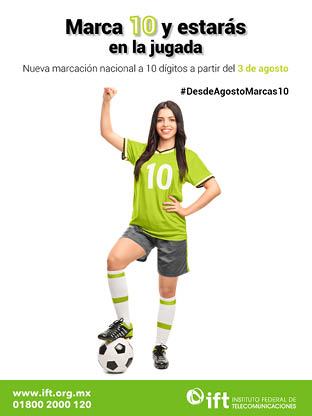 Marca 10 y estarás
en la jugada
Nueva marcación nacional a 10 dígitos a partir del 3 de agosto
#DesdeAgostoMarcas10
10
www.ift.org.mx
01800 2000 120
ift INSTITUTO FEDERAL DE
TELECOMUNICACIONES